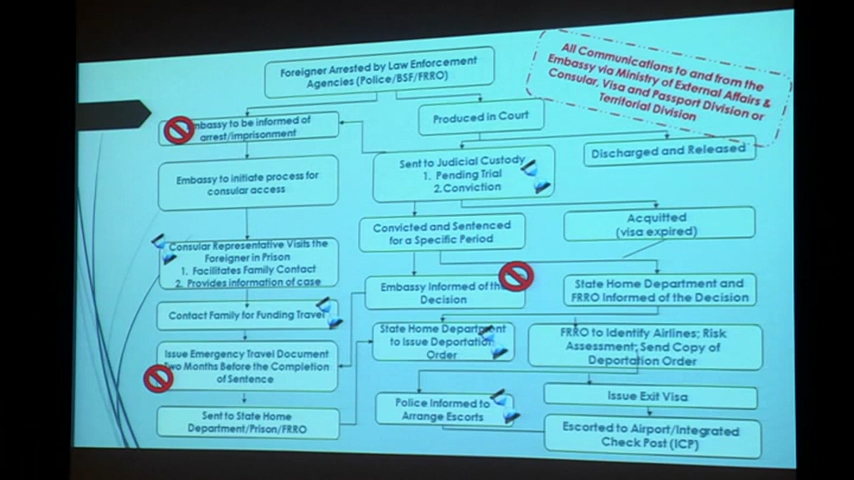 Foreigner Arrested by Law Enforcement
Agencies (Police/BSF/FRRO)
All Communications to and from the
Embassy via Ministry of External Affairs &
Consular, Visa and Passport Division or
Territorial Division
mbassy to be informed of
arrest/imprisonment
Produced in Court
Discharged and Released
Embassy to initiate process for
consular access
Sent to Judicial Custody
1. Pending Trial
2.Conviction
Convicted and Sentenced
for a Specific Period
Acquitted
(visa expired)
Consular Representative Visits the
Foreigner in Prison
1. Facilitates Family Contact
2. Provides information of case
Embassy Informed of the
Decision
State Home Department and
FRRO Informed of the Decision
Contact Family for Funding Travel
State Home Department
to Issue Deportation
Order
FRRO to Identify Airlines; Risk
Assessment; Send Copy of
Deportation Order
Issue Emergency Travel Document
Two Months Before the Completion
of Sentence
Issue Exit Visa
Police Informed to
Arrange Escorts
Sent to State Home
Department/Prison/FRRO
Escorted to Airport/Integrated
Check Post (ICP)